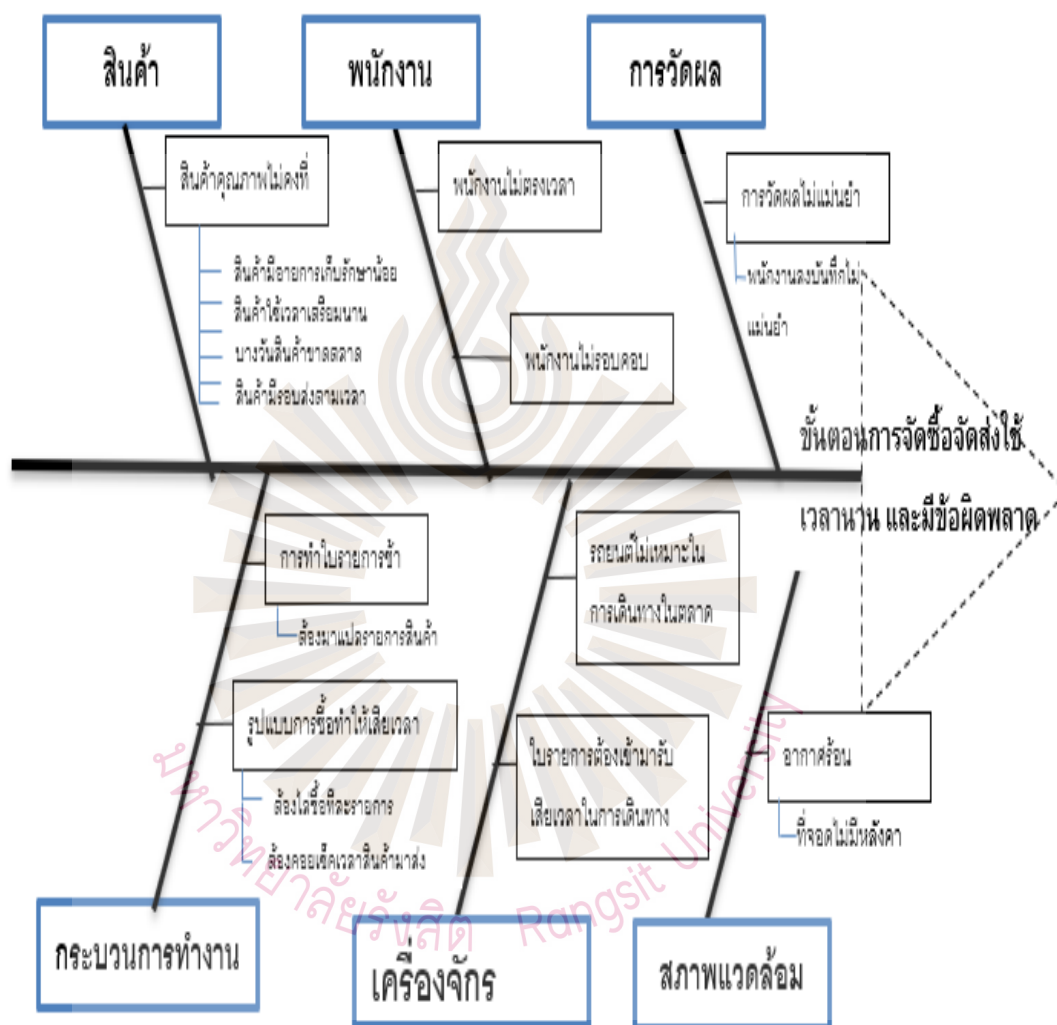 สินค้า
พนักงาน
การวัดผล
สินค้าคุณภาพไม่คงที่
สินค้ามีอายการเก็บรักษาน้อย
สินค้าใช้เวลาเตรียมนาน
บางวันสินค้าขาดตลาด
สินค้ามีรอบส่งตามเวลา
พนักงานไม่ตรงเวลา
พนักงานไม่รอบคอบ
การวัดผลไม่แม่นยำ
พนักงานลงบันทึกไม่
แม่นยำ
ขั้นตอนการจัดซื้อจัดส่งใช้
เวลานาน และมีข้อผิดพลาด
การทำใบรายการช้า
ต้องมาแปลรายการสินค้า
รูปแบบการซื้อทำให้เสียเวลา
ต้องไล่ซื้อทีละรายการ
ต้องคอยเช็คเวลาสินค้ามาส่ง
รถยนต์ไม่เหมาะใน
การเดินทางในตลาด
ใบรายการต้องเข้ามารับ
เสียเวลาในการเดินทาง
อากาศร้อน
ที่จอดไม่มีหลังคา
กระบวนการทำงาน
เครื่องจักร
สภาพแวดล้อม
มหาวิทยาลัยรังสิต Rangsit University